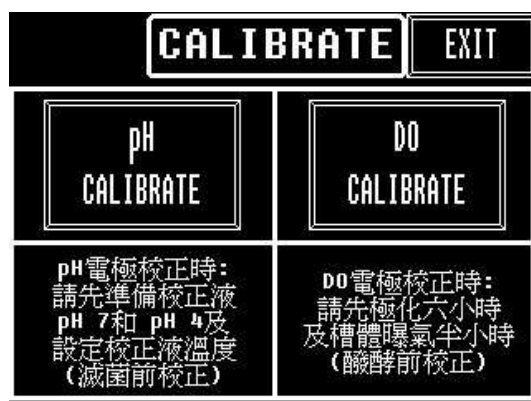 CALIBRATE
EXIT
pH
CALIBRATE
DO
CALIBRATE
pH電極校正時:
請先準備校正液
pH 7和 pH 4及
設定校正液溫度
(滅菌前校正)
DO電極校正時:
請先極化六小時
及槽體曝氣半小時
(醱酵前校正)